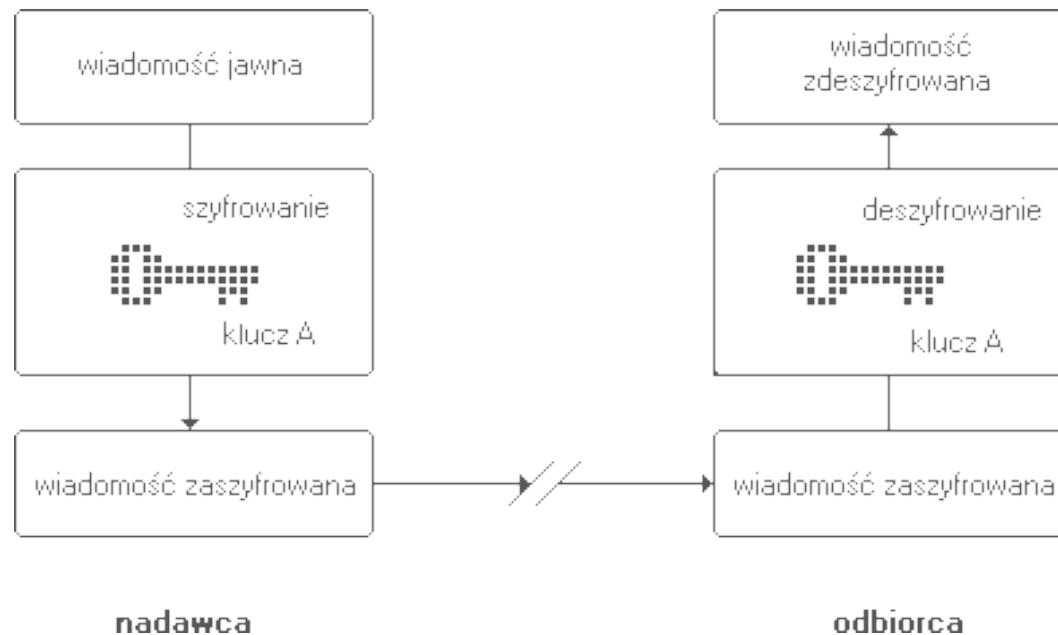 wiadomość jawna
szyfrowanie
klucz A
wiadomość zaszyfrowana
nadawca
wiadomość
zdeszyfrowana
deszyfrowanie
klucz A
wiadomość zaszyfrowana
odbiorca